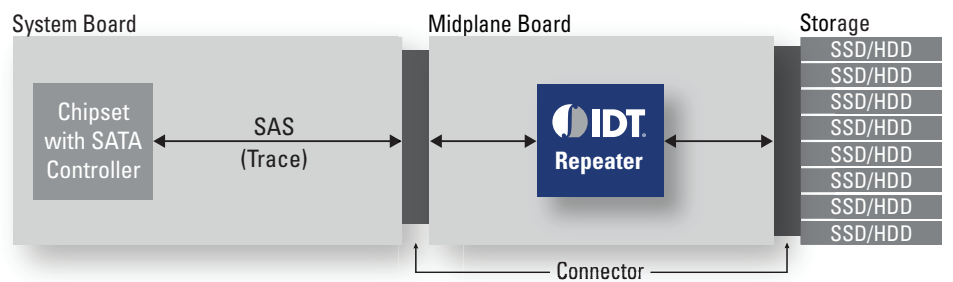 System Board
Midplane Board
Storage
Chipset
with SATA
Controller
SAS
(Trace)
IDT.
Repeater
SSD/HDD
SSD/HDD
SSD/HDD
SSD/HDD
SSD/HDD
SSD/HDD
SSD/HDD
SSD/HDD
Connector